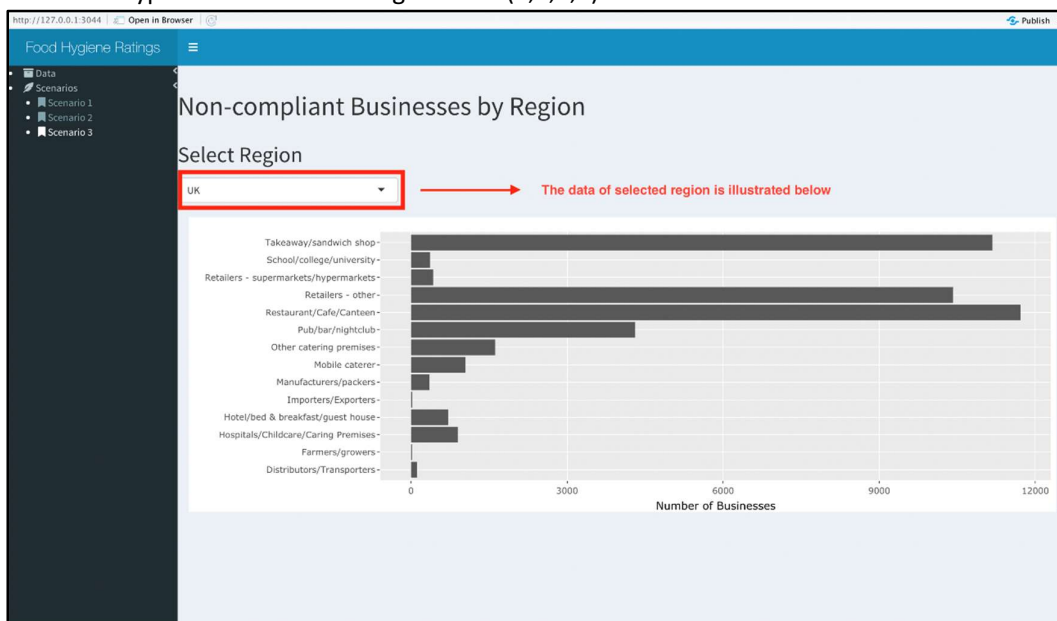 http://127.0.0.1:3044 Open in Browser Publish
Food Hygiene Ratings
Data
Scenarios
Scenario 1
Scenario 2
Scenario 3
Non-compliant Businesses by Region
Select Region
UK
The data of selected region is illustrated below
Takeaway/sandwich shop
School/college/university
Retailers - supermarkets/hypermarkets
Retailers - other
Restaurant/Cafe/Canteen
Pub/bar/nightclub
Other catering premises
Mobile caterer
Manufacturers/packers
Importers/Exporters
Hotel/bed & breakfast/guest house
Hospitals/Childcare/Caring Premises
Farmers/growers
Distributors/Transporters
0 3000 6000 9000 12000
Number of Businesses